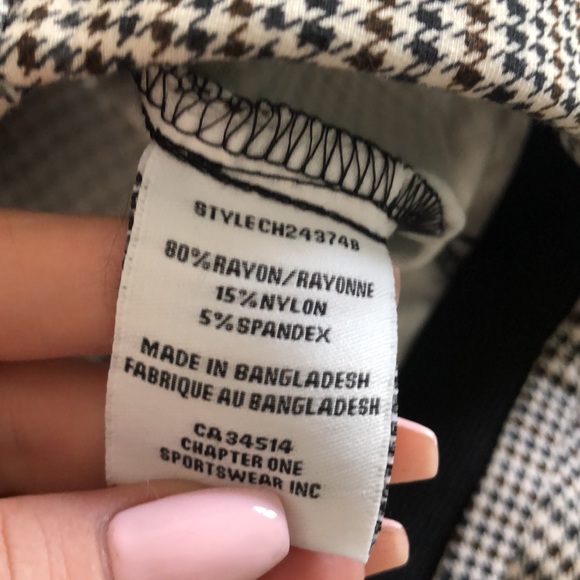 STYLECH243748
80%RAYON/RAYONNE
15%NYLON
5%SPANDEX
MADE IN BANGLADESH
FABRIQUE AU BANGLADESH
CA34514
CHAPTER ONE
SPORTSWEAR INC